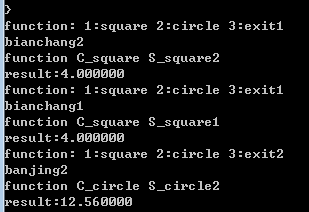 }
function: 1:square 2:circle 3:exit1
bianchang2
function C_square S_square2
result:4.000000
function: 1:square 2:circle 3:exit1
bianchang1
function C_square S_square1
result:4.000000
function: 1:square 2:circle 3:exit2
banjing2
function C_circle S_circle2
result:12.560000